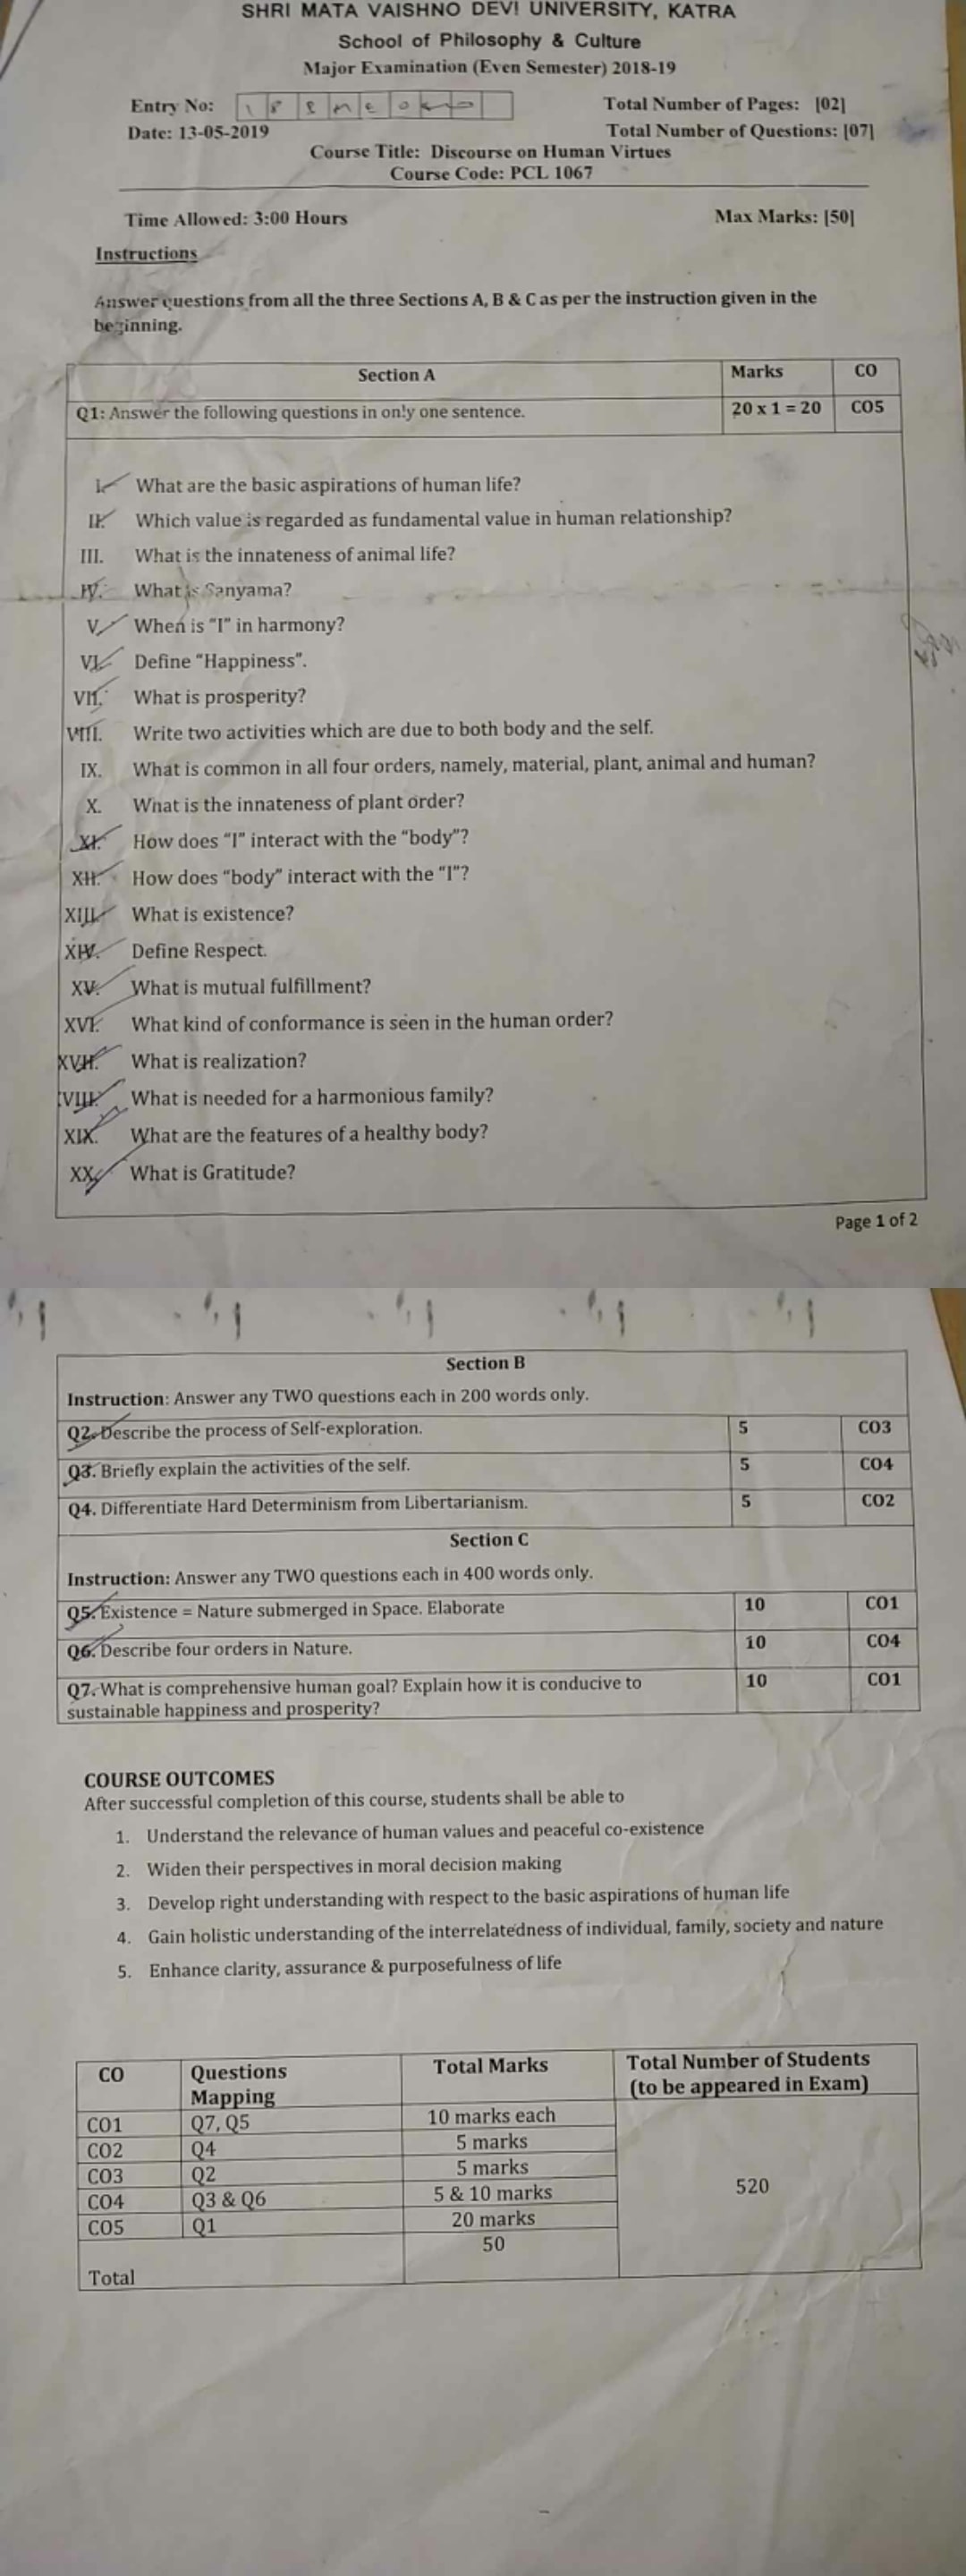 SHRI MATA VAISHNO DEVI UNIVERSITY, KATRA
School of Philosophy & Culture
Major Examination (Even Semester) 2018-19
Entry No:
Total Number of Pages: [02]
Date: 13-05-2019
Total Number of Questions: [07]
Course Title: Discourse on Human Virtues
Course Code: PCL 1067
Time Allowed: 3:00 Hours
Max Marks: [50]
Instructions
Answer questions from all the three Sections A, B & C as per the instruction given in the
beginning.
Section A Marks CO
Q1: Answer the following questions in only one sentence. 20 x 1 = 20 CO5
I. What are the basic aspirations of human life?
II. Which value is regarded as fundamental value in human relationship?
III. What is the innateness of animal life?
IV. What is Sanyama?
V. When is "I" in harmony?
VI. Define "Happiness".
VII. What is prosperity?
VIII. Write two activities which are due to both body and the self.
IX. What is common in all four orders, namely, material, plant, animal and human?
X. What is the innateness of plant order?
XI. How does "I" interact with the "body"?
XII. How does "body" interact with the "I"?
XIII. What is existence?
XIV. Define Respect.
XV. What is mutual fulfillment?
XVI. What kind of conformance is seen in the human order?
XVII. What is realization?
XVIII. What is needed for a harmonious family?
XIX. What are the features of a healthy body?
XX. What is Gratitude?
Page 1 of 2
Section B
Instruction: Answer any TWO questions each in 200 words only.
Q2. Describe the process of Self-exploration. 5 CO3
Q3. Briefly explain the activities of the self. 5 CO4
Q4. Differentiate Hard Determinism from Libertarianism. 5 CO2
Section C
Instruction: Answer any TWO questions each in 400 words only.
Q5. Existence = Nature submerged in Space. Elaborate 10 CO1
Q6. Describe four orders in Nature. 10 CO4
Q7. What is comprehensive human goal? Explain how it is conducive to 10 CO1
sustainable happiness and prosperity?
COURSE OUTCOMES
After successful completion of this course, students shall be able to
1. Understand the relevance of human values and peaceful co-existence
2. Widen their perspectives in moral decision making
3. Develop right understanding with respect to the basic aspirations of human life
4. Gain holistic understanding of the interrelatedness of individual, family, society and nature
5. Enhance clarity, assurance & purposefulness of life
CO Questions Total Marks Total Number of Students
Mapping (to be appeared in Exam)
CO1 Q7, Q5 10 marks each
CO2 Q4 5 marks
CO3 Q2 5 marks
CO4 Q3 & Q6 5 & 10 marks 520
CO5 Q1 20 marks
50
Total